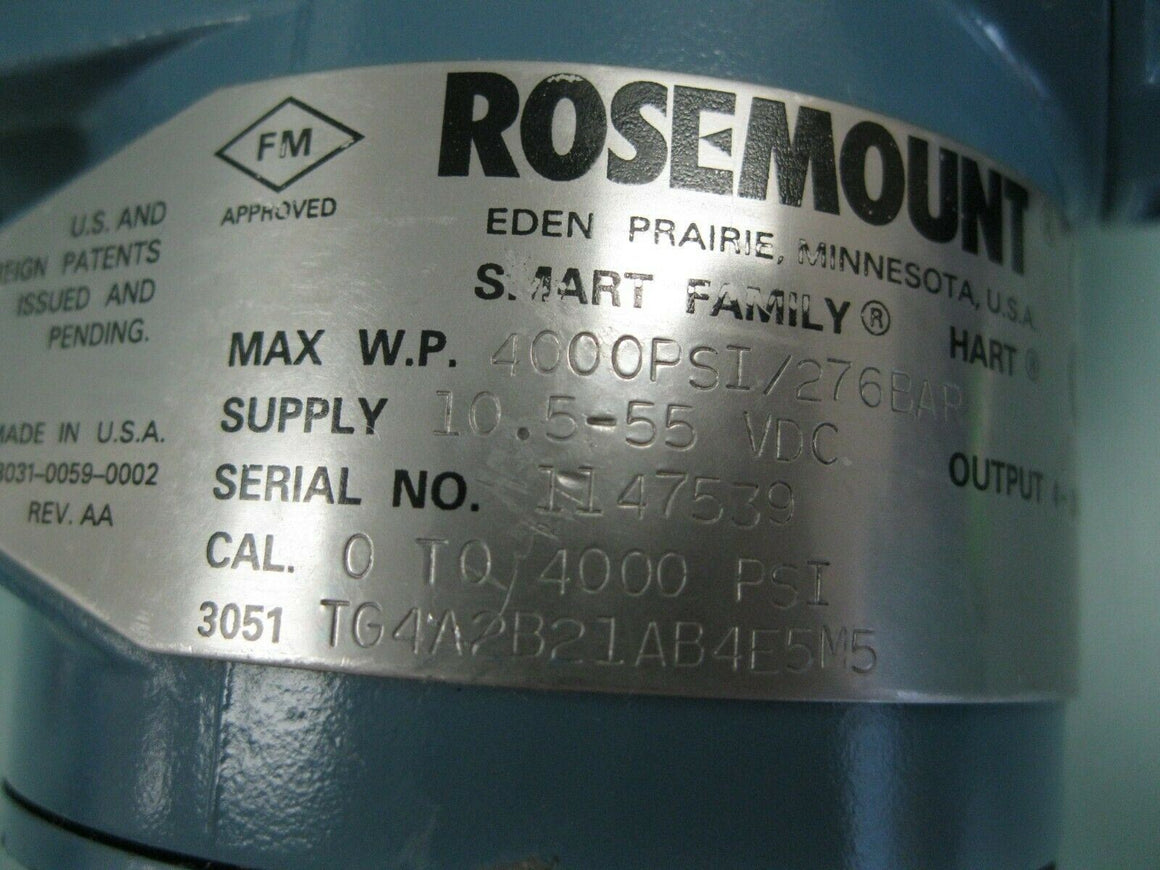 FM
APPROVED
ROSEMOUNT
EDEN PRAIRIE, MINNESOTA, U.S.A.
SMART FAMILY® HART®
U.S. AND
PATENTS
ISSUED AND
PENDING.
MAX W.P. 4000PSI/276BAR
SUPPLY 10.5-55 VDC
OUTPUT
SERIAL NO. 1147539
CAL. 0 TO 4000 PSI
3051 TG4A2B21AB4E5M5
IN U.S.A.
REV. AA